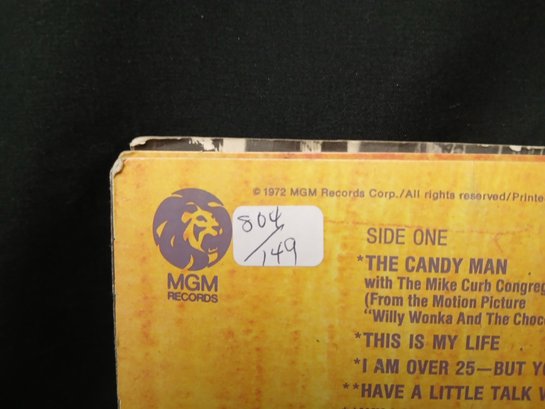 © 1972 MGM Records Corp./All rights reserved/Printe
804/149
MGM
RECORDS
SIDE ONE
*THE CANDY MAN
with The Mike Curb Congreg
(From the Motion Picture
"Willy Wonka And The Choco
*THIS IS MY LIFE
*I AM OVER 25—BUT YO
**HAVE A LITTLE TALK W